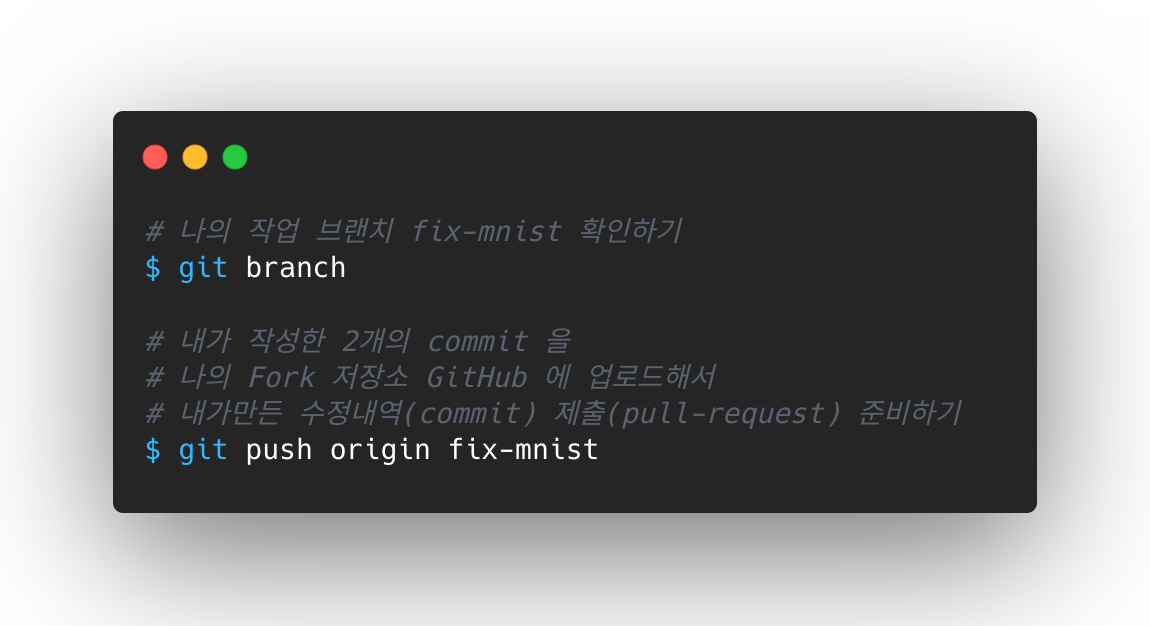 # 나의 작업 브랜치 fix-mnist 확인하기
$ git branch
# 내가 작성한 2개의 commit 을
# 나의 Fork 저장소 GitHub 에 업로드해서
# 내가만든 수정내역(commit) 제출(pull-request) 준비하기
$ git push origin fix-mnist